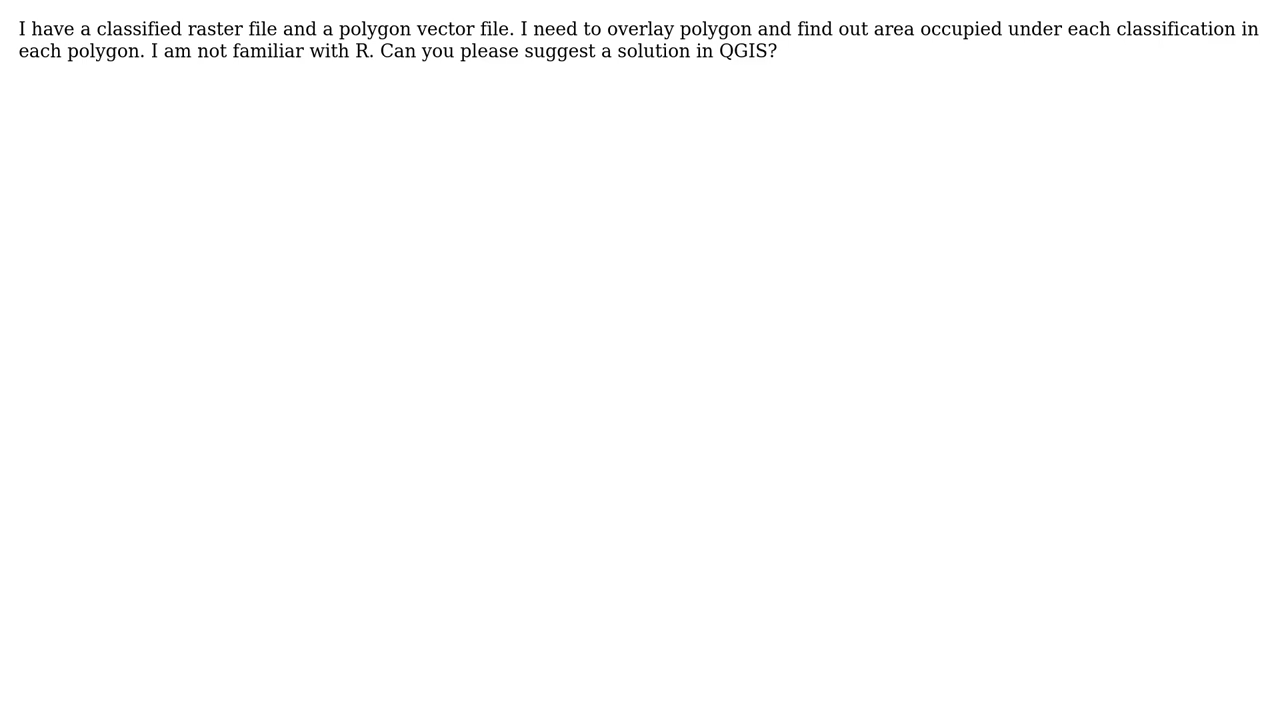 I have a classified raster file and a polygon vector file. I need to overlay polygon and find out area occupied under each classification in
each polygon. I am not familiar with R. Can you please suggest a solution in QGIS?